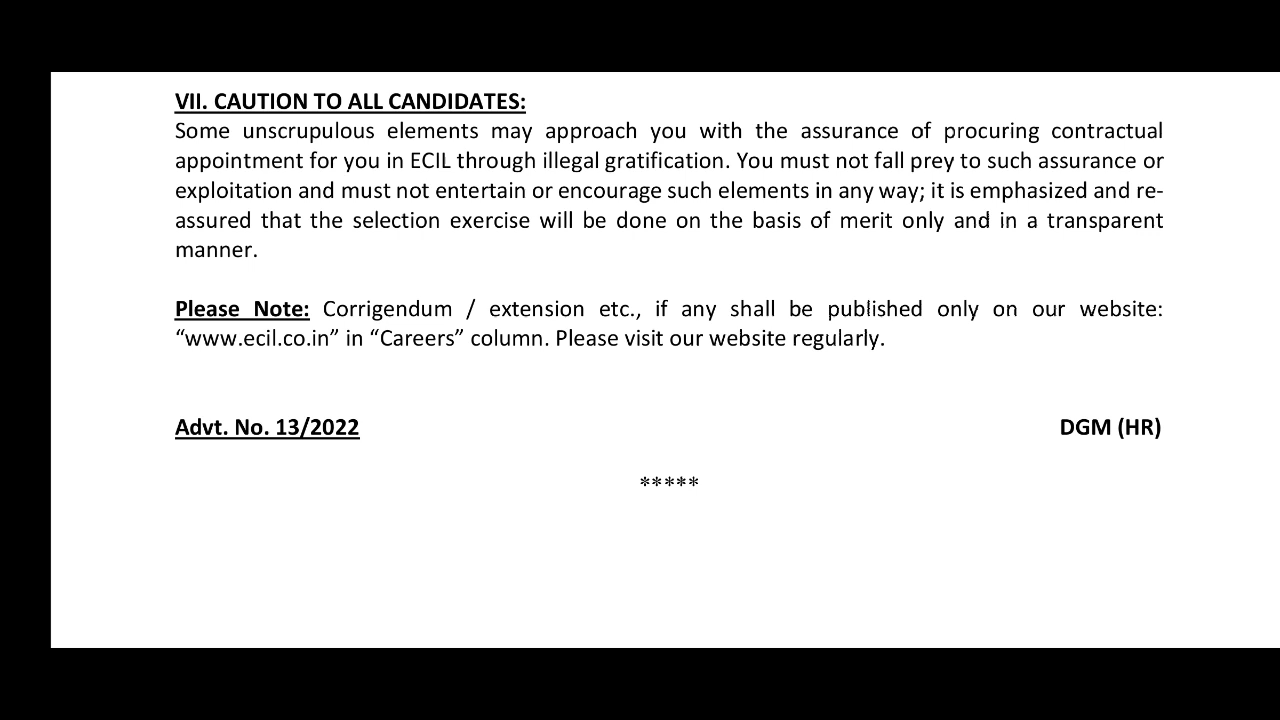 VII. CAUTION TO ALL CANDIDATES:
Some unscrupulous elements may approach you with the assurance of procuring contractual
appointment for you in ECIL through illegal gratification. You must not fall prey to such assurance or
exploitation and must not entertain or encourage such elements in any way; it is emphasized and re-
assured that the selection exercise will be done on the basis of merit only and in a transparent
manner.
Please Note: Corrigendum / extension etc., if any shall be published only on our website:
“www.ecil.co.in” in “Careers” column. Please visit our website regularly.
Advt. No. 13/2022 DGM (HR)
*****